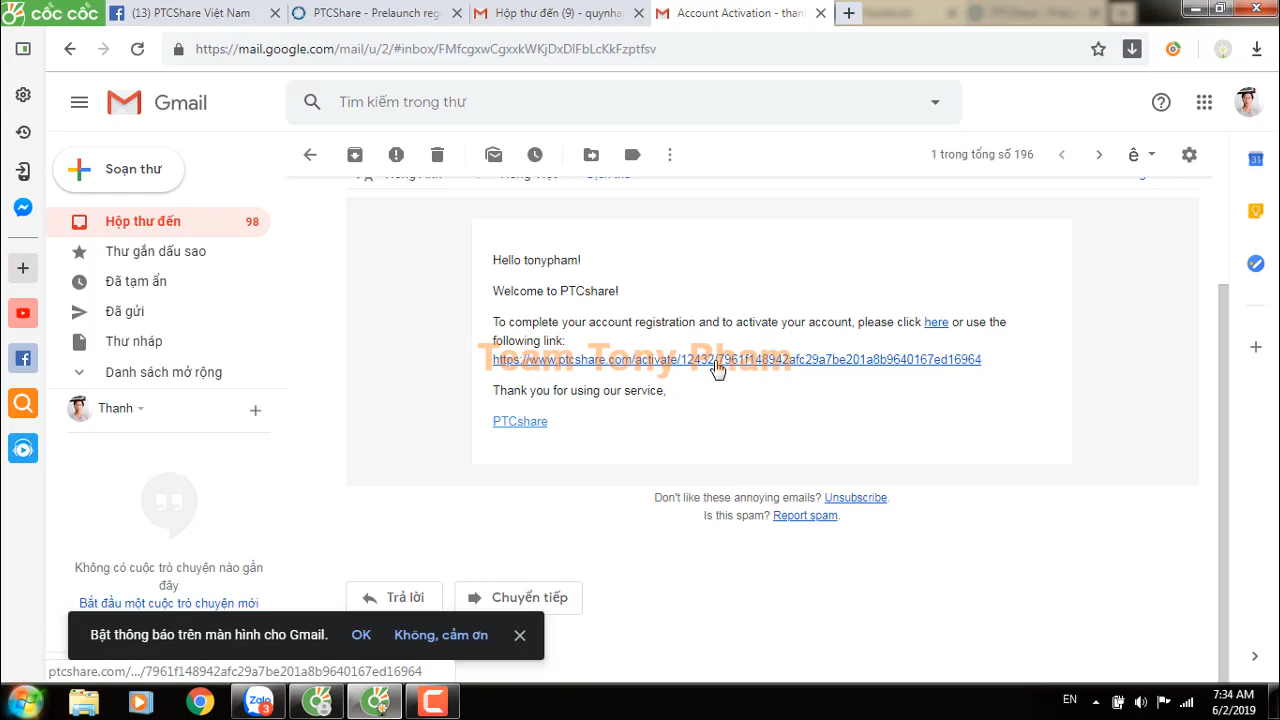 cốc cốc
(13) PTCShare Việt Nam
PTCShare - Prelaunch reg
Hộp thư đến (9) - quynhan
Account Activation - than
https://mail.google.com/mail/u/2/#inbox/FMfcgxwCgxxkWKjDxDlFbLcKkFzptfsv
Gmail
Tìm kiếm trong thư
Soạn thư
1 trong tổng số 196
ê
31
Hộp thư đến 98
Thư gắn dấu sao
Đã tạm ẩn
Đã gửi
Thư nháp
Danh sách mở rộng
Thanh
Hello tonypham!
Welcome to PTCshare!
To complete your account registration and to activate your account, please click here or use the
following link:
https://www.ptcshare.com/activate/12432/7961f148942afc29a7be201a8b9640167ed16964
Team Tony Pham
Thank you for using our service,
PTCshare
Don't like these annoying emails? Unsubscribe.
Is this spam? Report spam.
Không có cuộc trò chuyện nào gần
đây
Bắt đầu một cuộc trò chuyện mới
Trả lời
Chuyển tiếp
Bật thông báo trên màn hình cho Gmail. OK Không, cảm ơn
ptcshare.com/.../7961f148942afc29a7be201a8b9640167ed16964
Zalo
3
EN
7:34 AM
6/2/2019